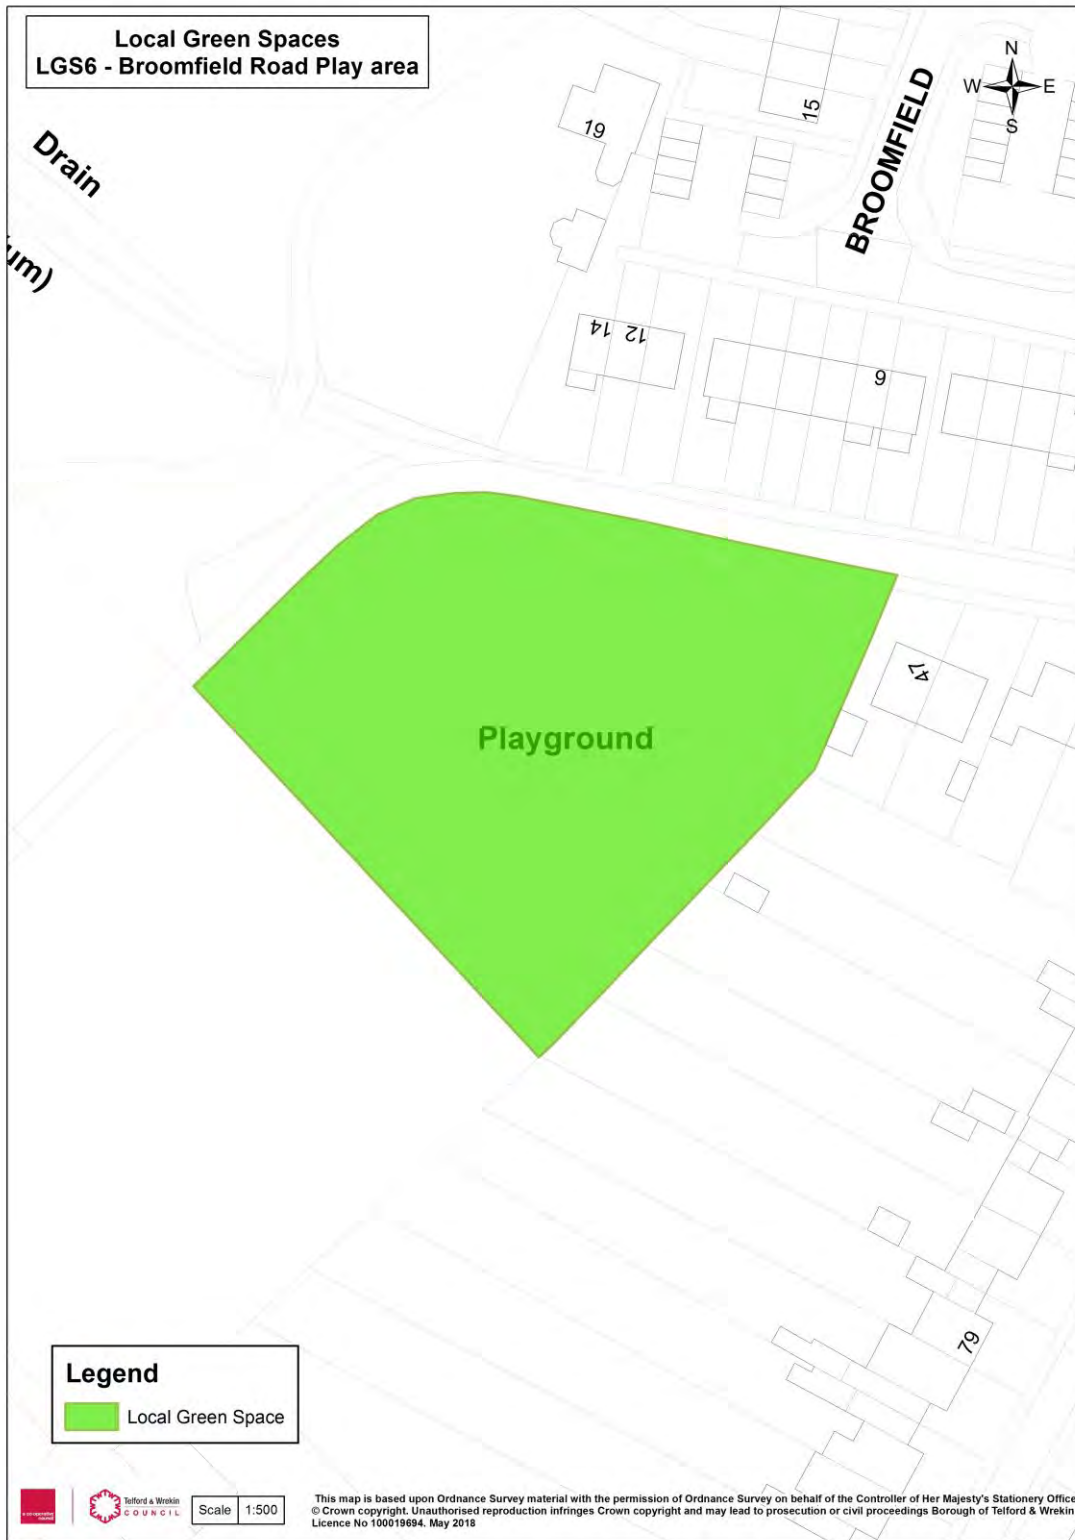 Local Green Spaces
LGS6 - Broomfield Road Play area
N
W E
S
15
19
BROOMFIELD
Drain
um)
14 12
6
47
Playground
79
Legend
Local Green Space
a co-operative council
Telford & Wrekin
COUNCIL
Scale 1:500
This map is based upon Ordnance Survey material with the permission of Ordnance Survey on behalf of the Controller of Her Majesty's Stationery Office
© Crown copyright. Unauthorised reproduction infringes Crown copyright and may lead to prosecution or civil proceedings Borough of Telford & Wrekin
Licence No 100019694. May 2018